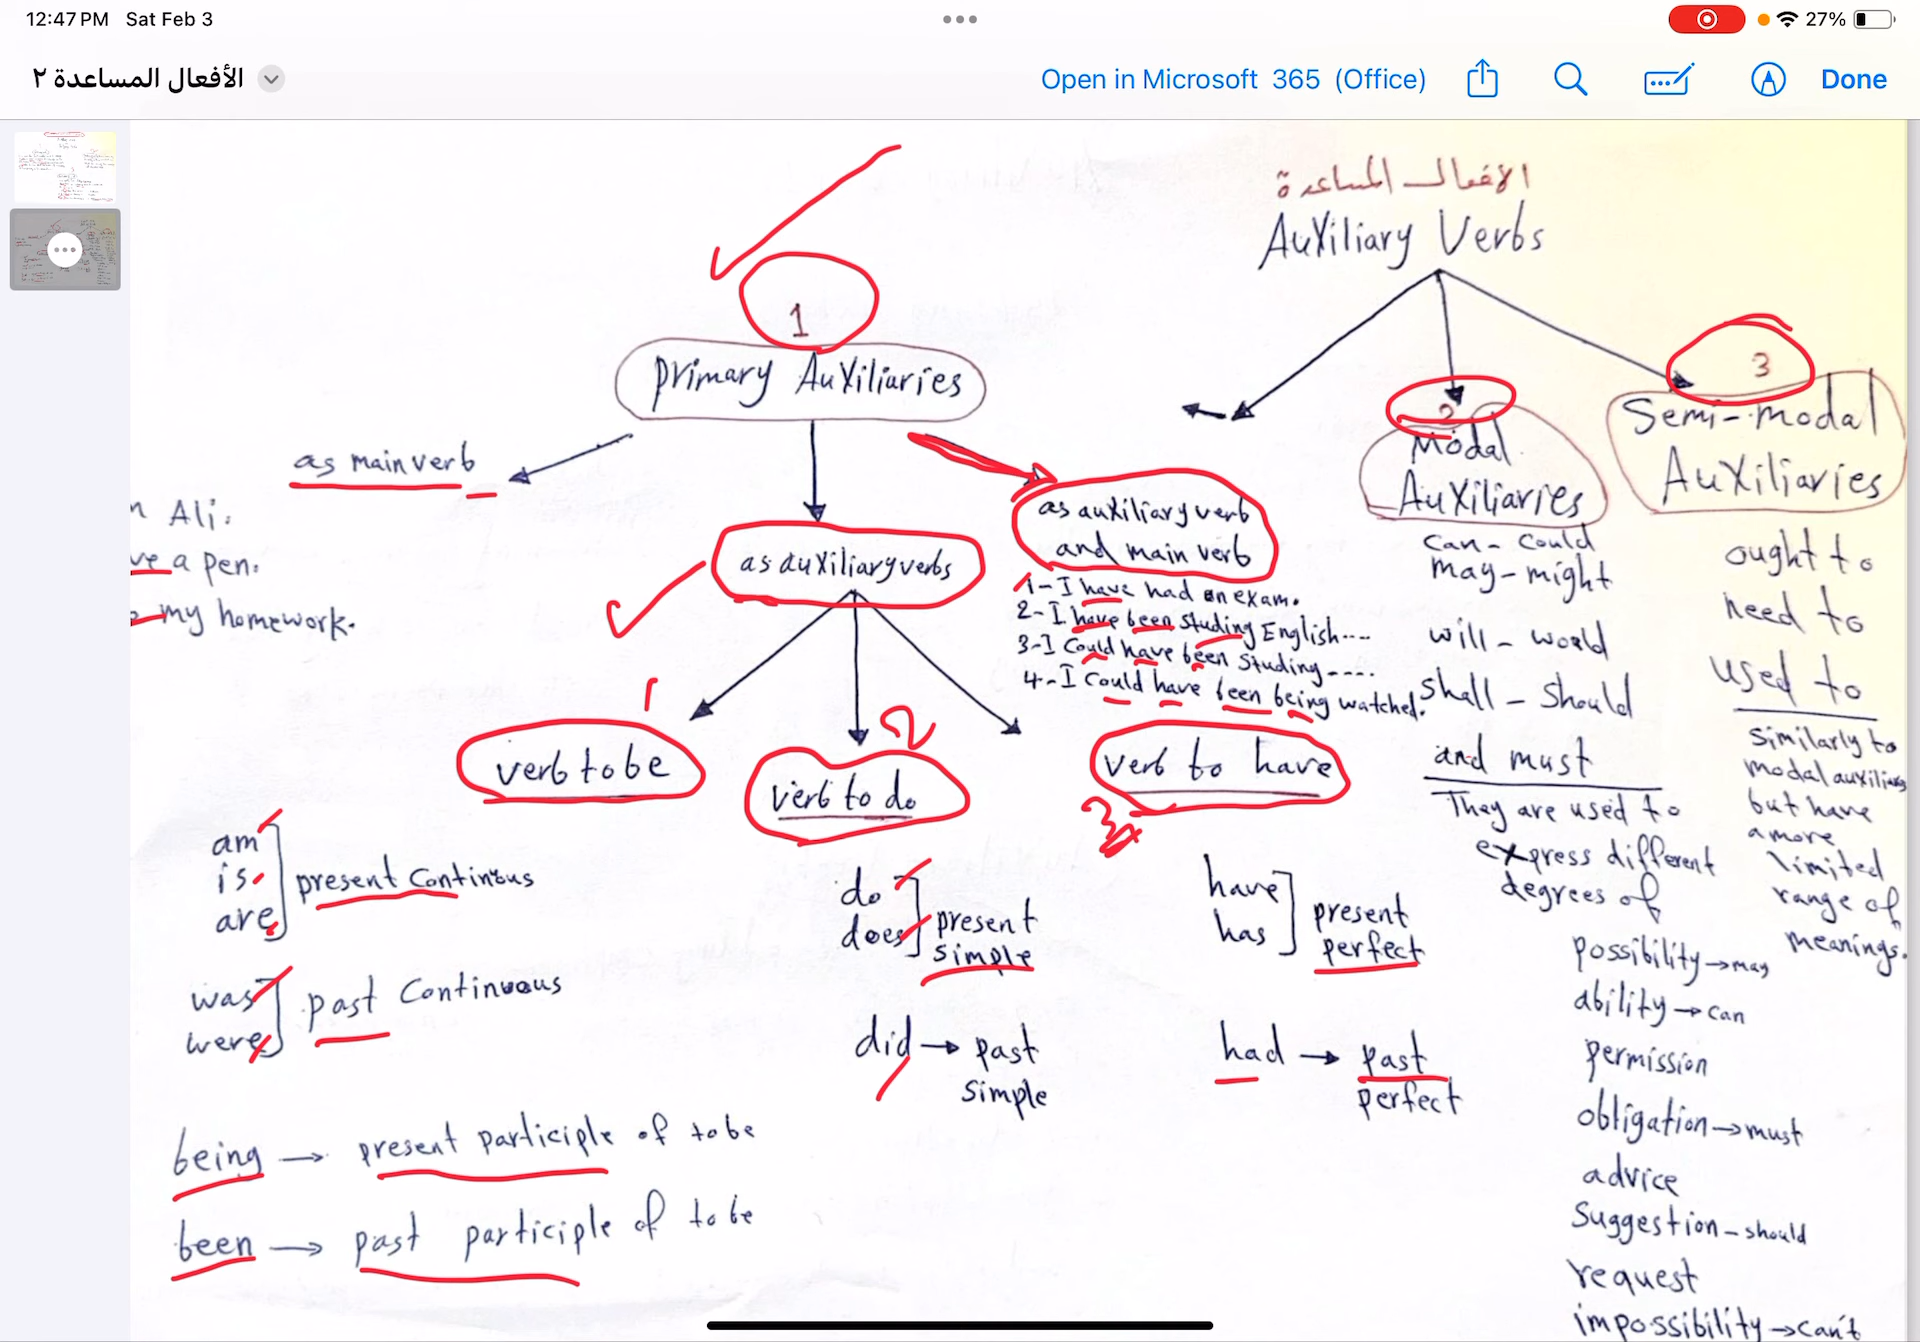 12:47 PM Sat Feb 3
27%
الأفعال المساعدة ٢
Open in Microsoft 365 (Office)
Done
الأفعال المساعدة
Auxiliary Verbs
1
primary Auxiliaries
as main verb
n Ali.
ve a pen.
my homework.
as auxiliary verbs
as auxiliary verb
and main verb
1-I have had an exam.
2-I have been studing English----
3-I Could have been studing----.
4-I Could have been being watched.
1
verb to be
am
is
are
present Continous
was
were
past Continuous
being → present participle of to be
been → past participle of to be
2
verb to do
do
does
present
simple
did → past
simple
verb to have
3
have
has
present
perfect
had → past
perfect
2
Modal
Auxiliaries
can - could
may - might
will - would
shall - should
and must
They are used to
express different
degrees of
possibility → may
ability → can
permission
obligation → must
advice
suggestion - should
request
impossibility → can't
3
Semi-modal
Auxiliaries
ought to
need to
used to
similarly to
modal auxiliaries
but have
a more
limited
range of
meanings.